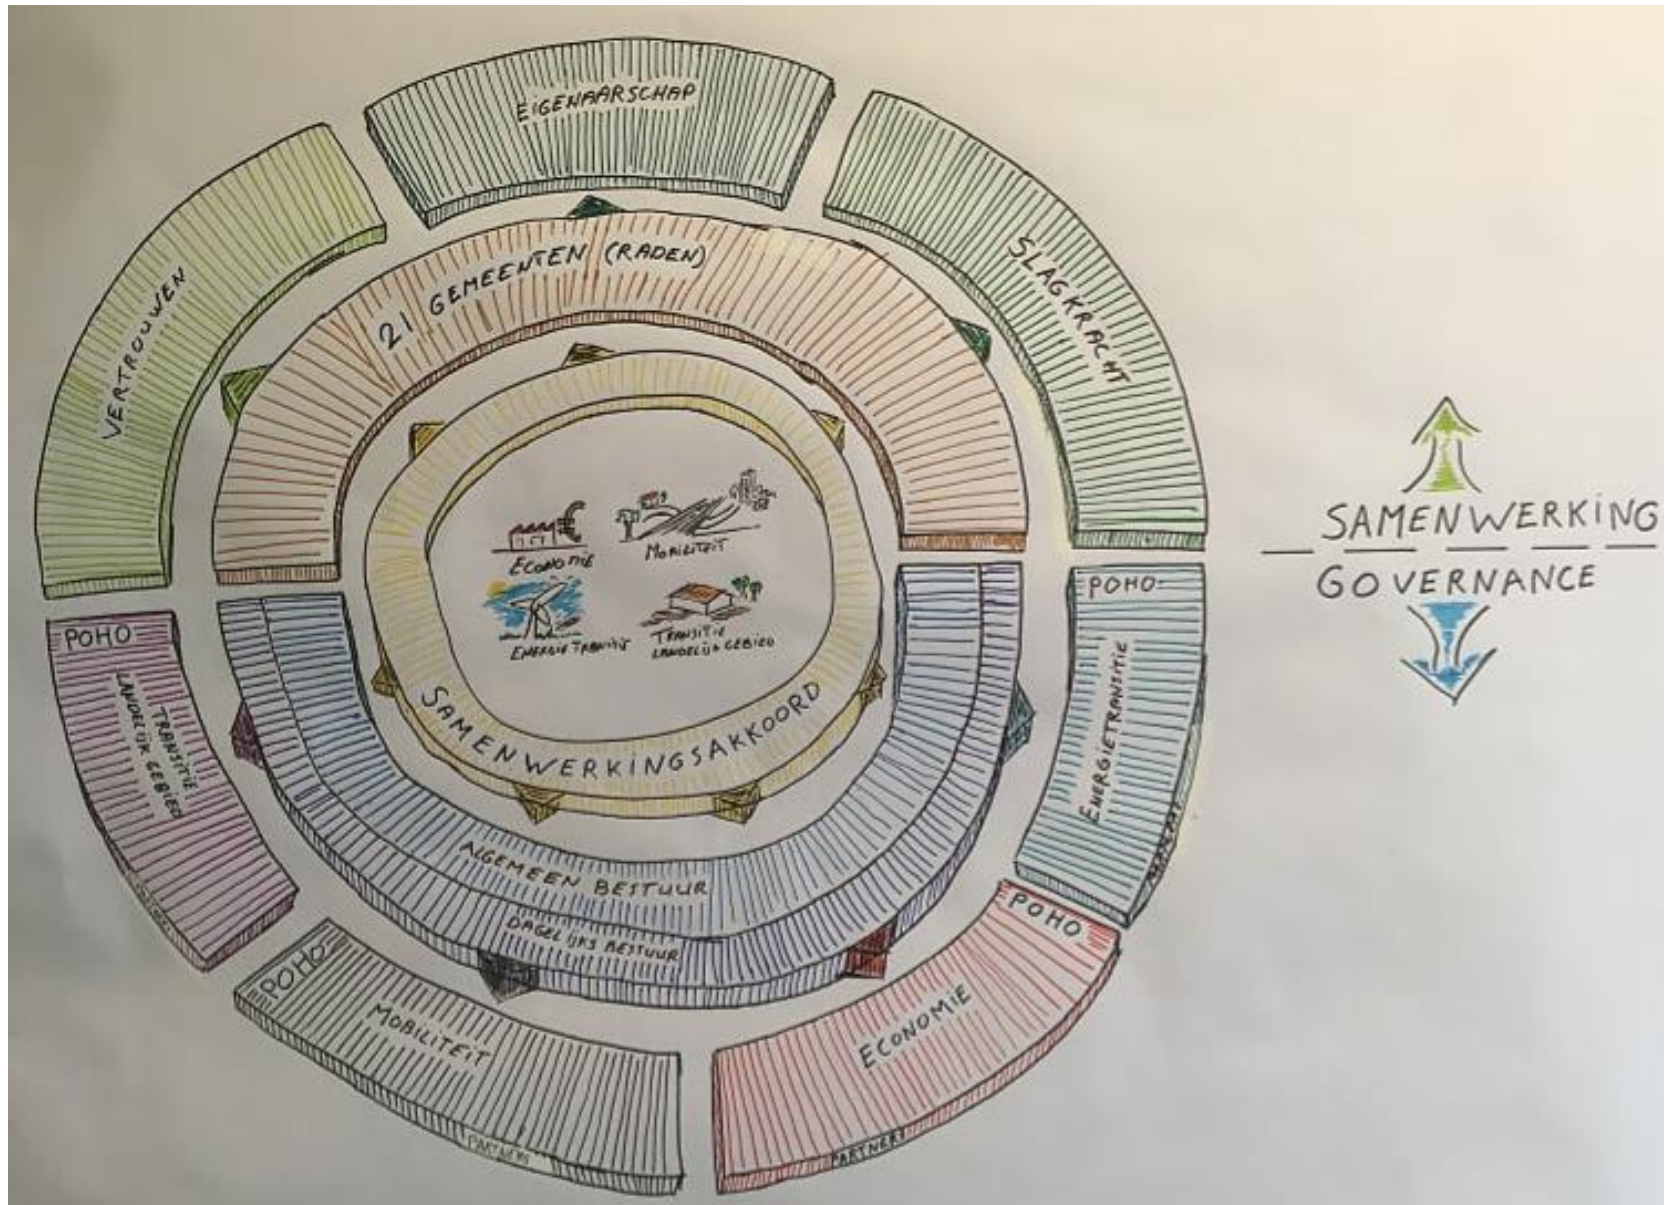 EIGENAARSCHAP
VERTROUWEN
SLAGKRACHT
21 GEMEENTEN (RADEN)
ECONOMIE
MOBILITEIT
ENERGIE
TRANSITIE
LANDELIJK GEBIED
SAMENWERKINGSAKKOORD
ALGEMEEN BESTUUR
DAGELIJKS BESTUUR
POHO
TRANSITIE
LANDELIJK GEBIED
POHO
MOBILITEIT
PARTNERS
POHO
ECONOMIE
PARTNERS
POHO
ENERGIETRANSITIE
SAMENWERKING
GOVERNANCE